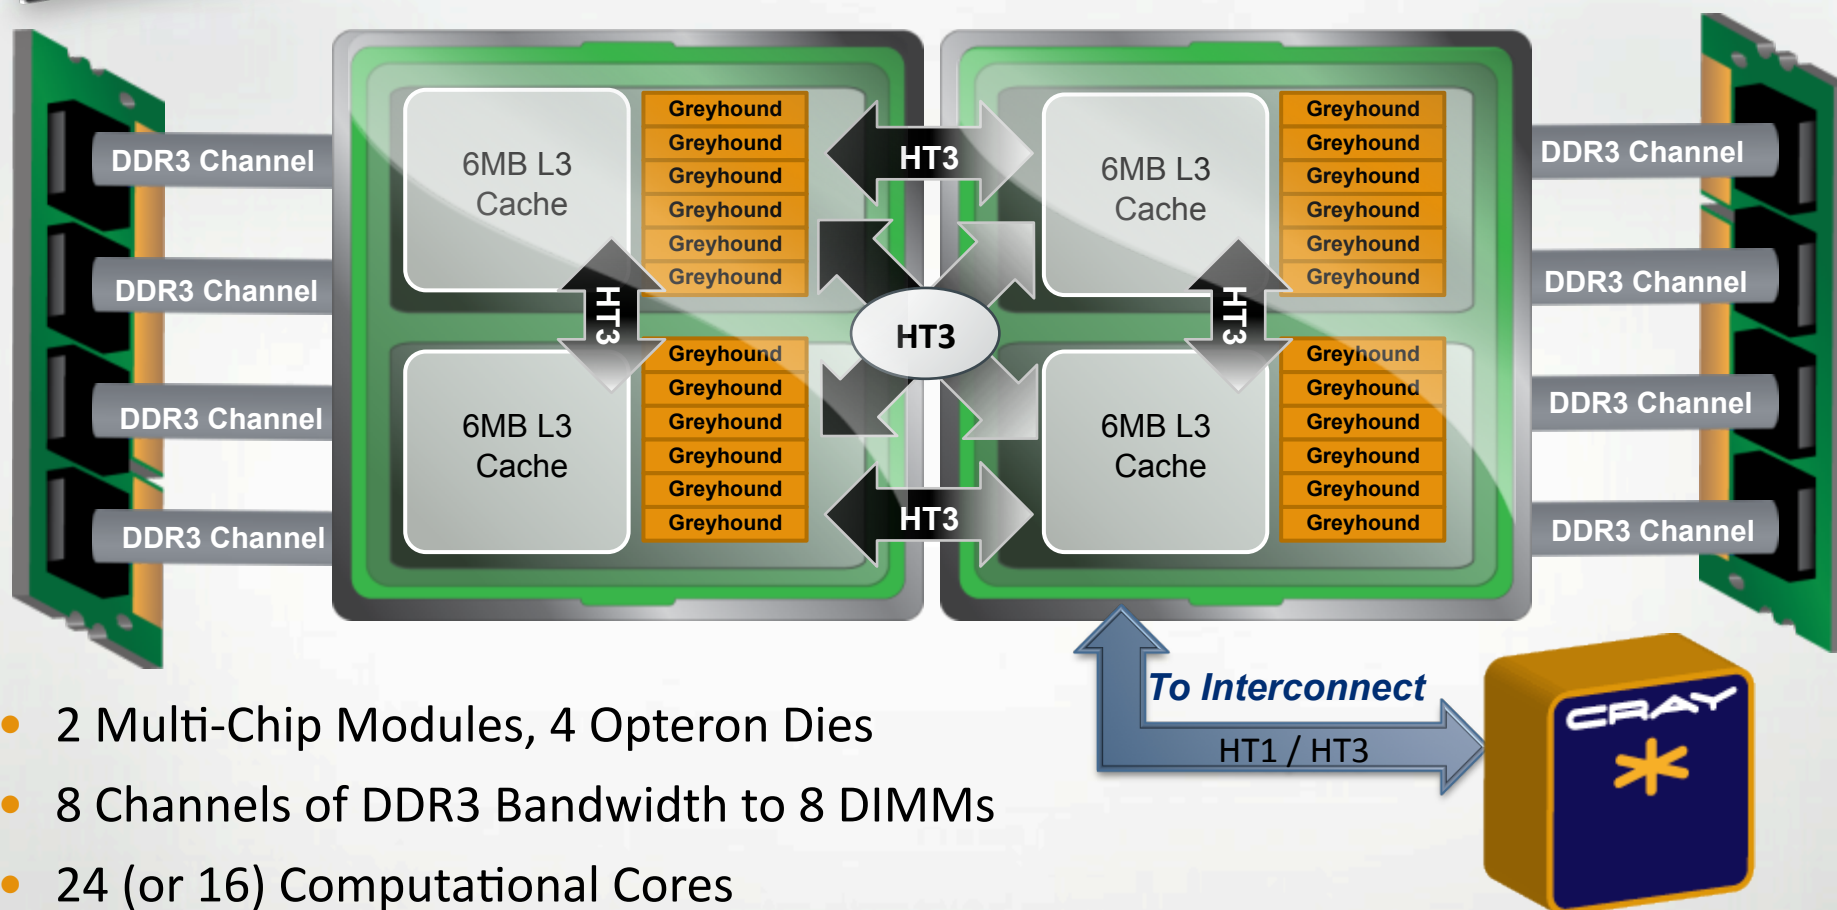 DDR3 Channel
DDR3 Channel
DDR3 Channel
DDR3 Channel
6MB L3
Cache
Greyhound
Greyhound
Greyhound
Greyhound
Greyhound
Greyhound
HT3
6MB L3
Cache
Greyhound
Greyhound
Greyhound
Greyhound
Greyhound
Greyhound
HT3
HT3
HT3
6MB L3
Cache
Greyhound
Greyhound
Greyhound
Greyhound
Greyhound
Greyhound
HT3
6MB L3
Cache
Greyhound
Greyhound
Greyhound
Greyhound
Greyhound
Greyhound
HT3
DDR3 Channel
DDR3 Channel
DDR3 Channel
DDR3 Channel
To Interconnect
HT1 / HT3
CRAY
• 2 Multi-Chip Modules, 4 Opteron Dies
• 8 Channels of DDR3 Bandwidth to 8 DIMMs
• 24 (or 16) Computational Cores